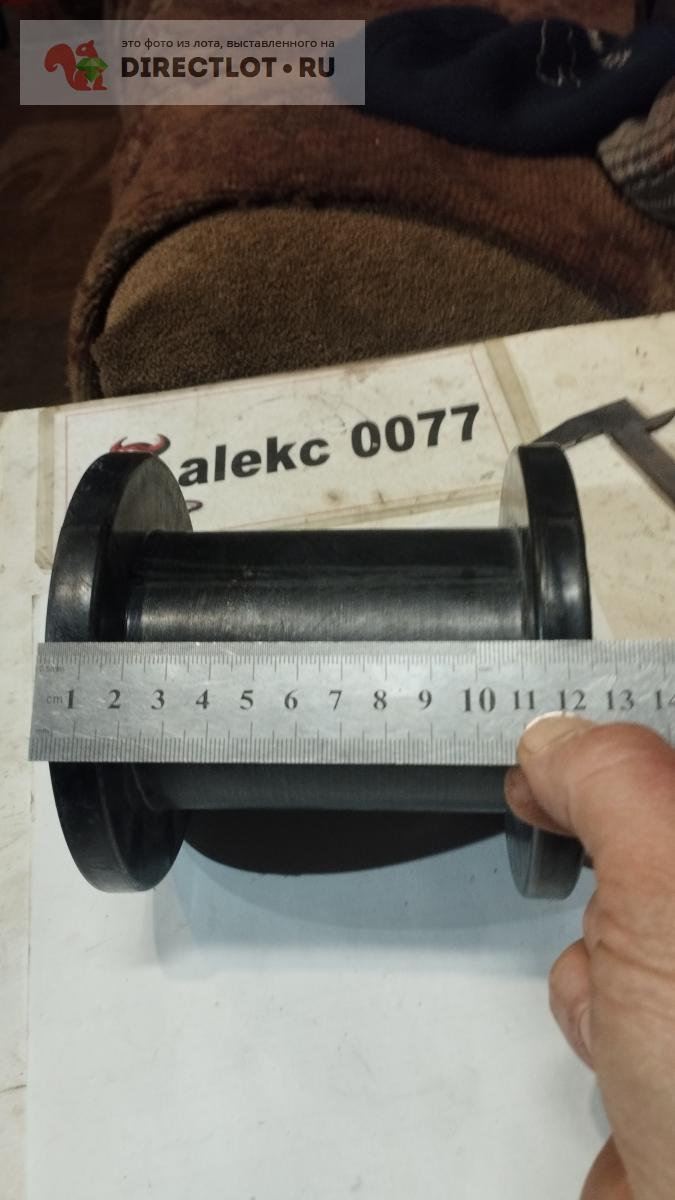 это фото из лота, выставленного на
DIRECTLOT•RU
alekc 0077
cm 1 2 3 4 5 6 7 8 9 10 11 12 13 14